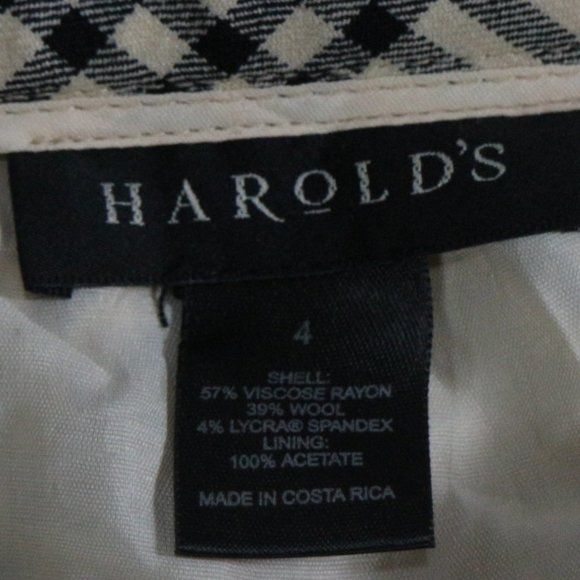 HAROLD'S
4
SHELL:
57% VISCOSE RAYON
39% WOOL
4% LYCRA® SPANDEX
LINING:
100% ACETATE
MADE IN COSTA RICA